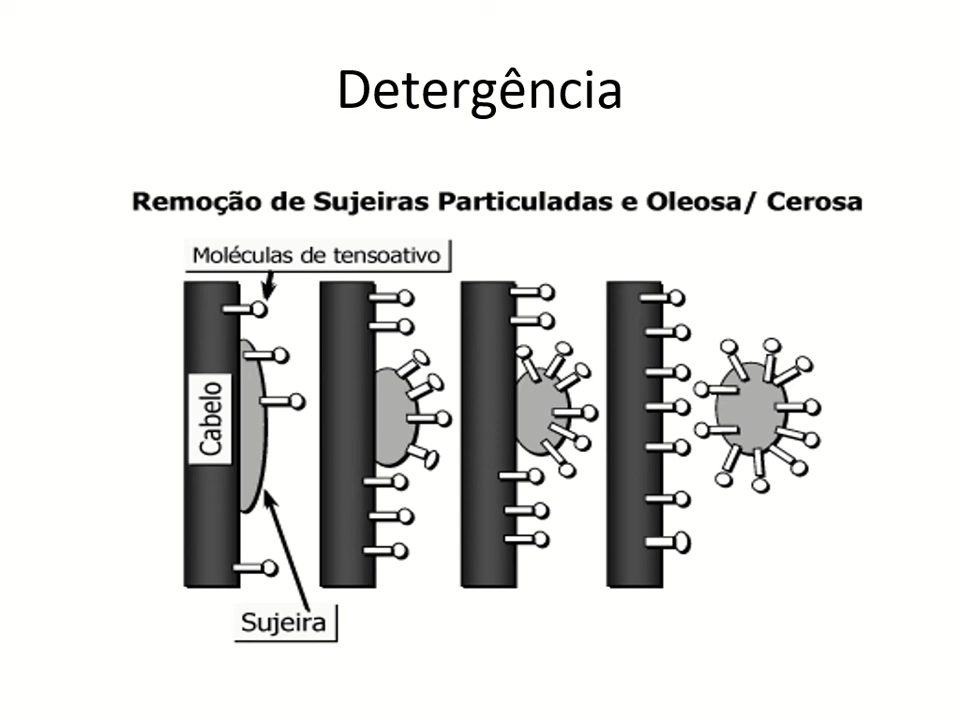 Detergência
Remoção de Sujeiras Particuladas e Oleosa/ Cerosa
Moléculas de tensoativo
Cabelo
Sujeira